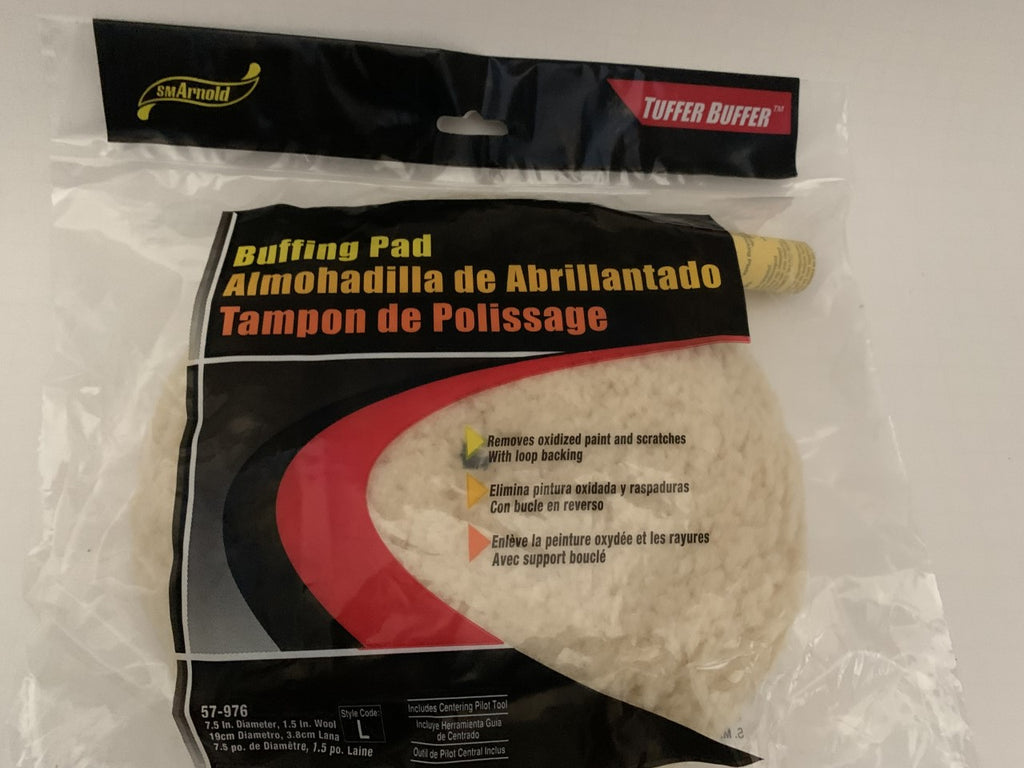 SMArnold
TUFFER BUFFER™
Buffing Pad
Almohadilla de Abrillantado
Tampon de Polissage
Removes oxidized paint and scratches
With loop backing
Elimina pintura oxidada y raspaduras
Con bucle en reverso
Enlève la peinture oxydée et les rayures
Avec support bouclé
57-976
7.5 In. Diameter, 1.5 In. Wool
19cm Diametro, 3.8cm Lana
7.5 po. de Diamêtre, 1.5 po. Laine
Style Code:
L
Includes Centering Pilot Tool
Incluye Herramienta Guia
de Centrado
Outil de Pilot Central Inclus